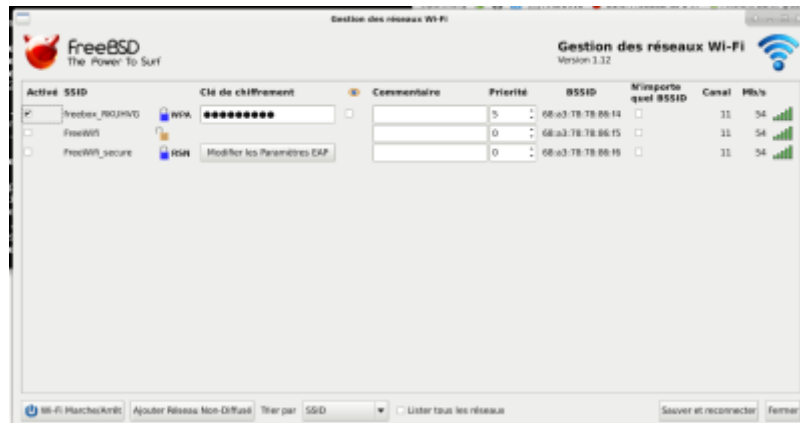 Gestion des réseaux Wi-Fi
FreeBSD
The Power To Surf
Gestion des réseaux Wi-Fi
Version 1.12
Activé SSID Clé de chiffrement Commentaire Priorité BSSID N'importe quel BSSID Canal Mb/s
WPA ●●●●●●●●● 5 11 54
FreeWifi 0 11 54
FreeWifi_secure RSN Modifier les Paramètres EAP 0 11 54
Wi-Fi Marche/Arrêt Ajouter Réseau Non-Diffusé Trier par SSID Lister tous les réseaux Sauver et reconnecter Fermer